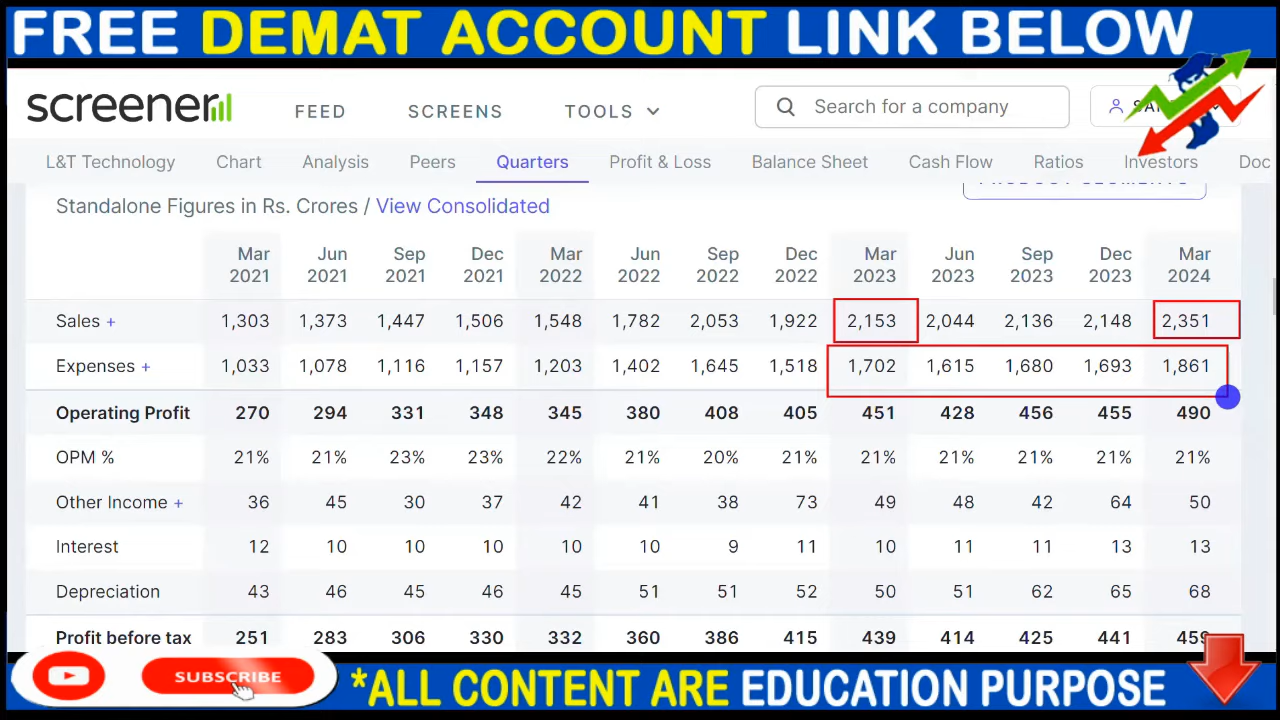 FREE DEMAT ACCOUNT LINK BELOW
screener FEED SCREENS TOOLS Search for a company
L&T Technology Chart Analysis Peers Quarters Profit & Loss Balance Sheet Cash Flow Ratios Investors Doc
Standalone Figures in Rs. Crores / View Consolidated
Mar 2021 Jun 2021 Sep 2021 Dec 2021 Mar 2022 Jun 2022 Sep 2022 Dec 2022 Mar 2023 Jun 2023 Sep 2023 Dec 2023 Mar 2024
Sales + 1,303 1,373 1,447 1,506 1,548 1,782 2,053 1,922 2,153 2,044 2,136 2,148 2,351
Expenses + 1,033 1,078 1,116 1,157 1,203 1,402 1,645 1,518 1,702 1,615 1,680 1,693 1,861
Operating Profit 270 294 331 348 345 380 408 405 451 428 456 455 490
OPM % 21% 21% 23% 23% 22% 21% 20% 21% 21% 21% 21% 21% 21%
Other Income + 36 45 30 37 42 41 38 73 49 48 42 64 50
Interest 12 10 10 10 10 10 9 11 10 11 11 13 13
Depreciation 43 46 45 46 45 51 51 52 50 51 62 65 68
Profit before tax 251 283 306 330 332 360 386 415 439 414 425 441 459
SUBSCRIBE
*ALL CONTENT ARE EDUCATION PURPOSE